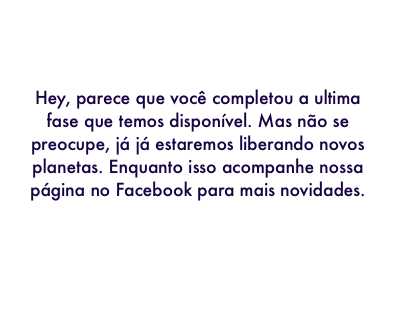 Hey, parece que você completou a ultima
fase que temos disponível. Mas não se
preocupe, já já estaremos liberando novos
planetas. Enquanto isso acompanhe nossa
página no Facebook para mais novidades.